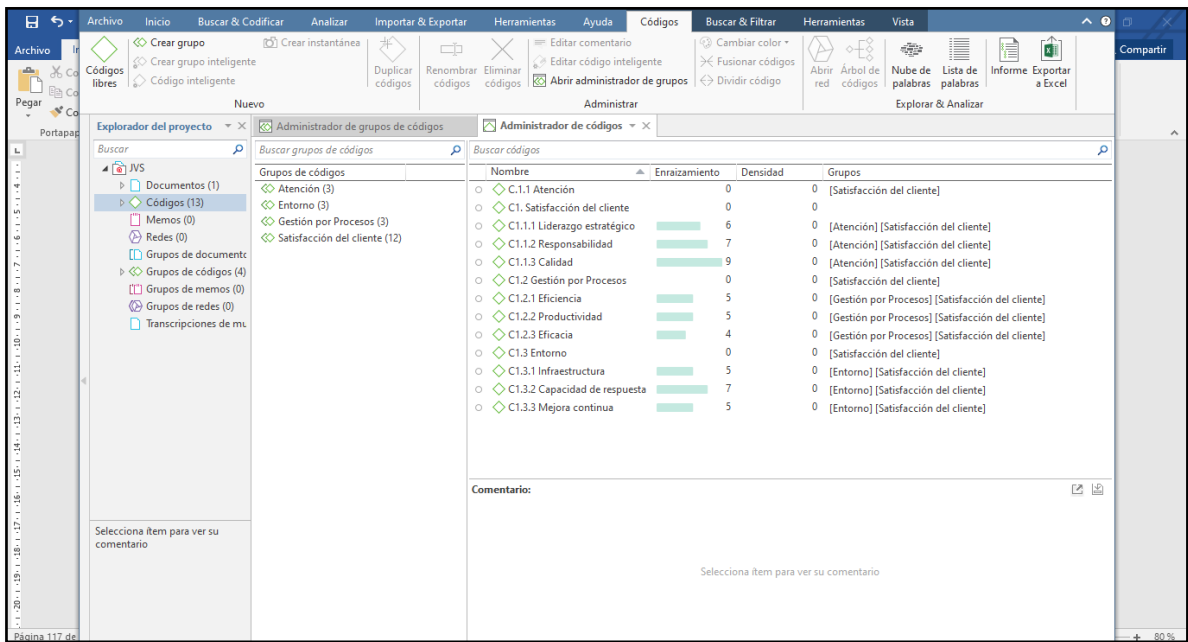 Archivo Inicio Buscar & Codificar Analizar Importar & Exportar Herramientas Ayuda Códigos Buscar & Filtrar Herramientas Vista
Archivo
Compartir
Pegar
Portapap
Códigos libres
Crear grupo
Crear grupo inteligente
Código inteligente
Crear instantánea
Nuevo
Duplicar códigos
Renombrar códigos
Eliminar códigos
Editar comentario
Editar código inteligente
Abrir administrador de grupos
Cambiar color
Fusionar códigos
Dividir código
Administrar
Abrir red
Árbol de códigos
Nube de palabras
Lista de palabras
Informe
Exportar a Excel
Explorar & Analizar
Explorador del proyecto
Administrador de grupos de códigos
Administrador de códigos
Buscar
JVS
Documentos (1)
Códigos (13)
Memos (0)
Redes (0)
Grupos de documentc
Grupos de códigos (4)
Grupos de memos (0)
Grupos de redes (0)
Transcripciones de mu
Selecciona ítem para ver su
comentario
Buscar grupos de códigos
Grupos de códigos
Atención (3)
Entorno (3)
Gestión por Procesos (3)
Satisfacción del cliente (12)
Buscar códigos
Nombre Enraizamiento Densidad Grupos
C.1.1 Atención 0 0 [Satisfacción del cliente]
C1. Satisfacción del cliente 0 0
C1.1.1 Liderazgo estratégico 6 0 [Atención] [Satisfacción del cliente]
C1.1.2 Responsabilidad 7 0 [Atención] [Satisfacción del cliente]
C1.1.3 Calidad 9 0 [Atención] [Satisfacción del cliente]
C1.2 Gestión por Procesos 0 0 [Satisfacción del cliente]
C1.2.1 Eficiencia 5 0 [Gestión por Procesos] [Satisfacción del cliente]
C1.2.2 Productividad 5 0 [Gestión por Procesos] [Satisfacción del cliente]
C1.2.3 Eficacia 4 0 [Gestión por Procesos] [Satisfacción del cliente]
C1.3 Entorno 0 0 [Satisfacción del cliente]
C1.3.1 Infraestructura 5 0 [Entorno] [Satisfacción del cliente]
C1.3.2 Capacidad de respuesta 7 0 [Entorno] [Satisfacción del cliente]
C1.3.3 Mejora continua 5 0 [Entorno] [Satisfacción del cliente]
Comentario:
Selecciona ítem para ver su comentario
Página 117 de
80 %